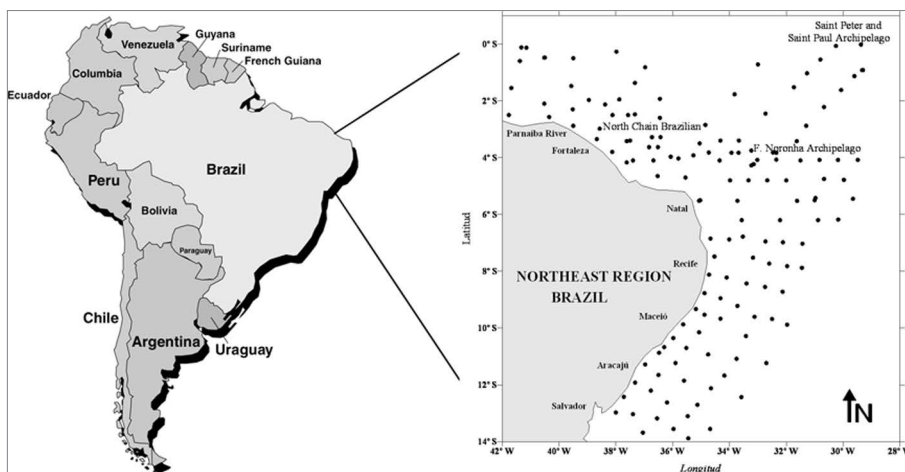 Venezuela
Guyana
Suriname
French Guiana
Columbia
Ecuador
Peru
Brazil
Bolivia
Paraguay
Chile
Argentina
Uraguay
Saint Peter and
Saint Paul Archipelago
0°S
2°S
4°S
6°S
8°S
10°S
12°S
14°S
Latitud
North Chain Brazilian
Parnaiba River
Fortaleza
F. Noronha Archipelago
Natal
Recife
NORTHEAST REGION
BRAZIL
Maceió
Aracajú
Salvador
N
42°W 40°W 38°W 36°W 34°W 32°W 30°W 28°W
Longitud